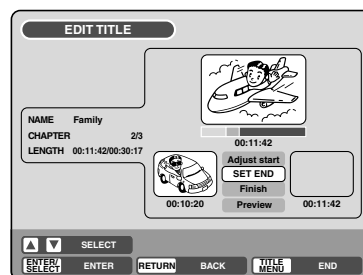 EDIT TITLE
NAME Family
CHAPTER 2/3
LENGTH 00:11:42/00:30:17
00:11:42
Adjust start
SET END
Finish
Preview
00:10:20
00:11:42
SELECT
ENTER/
SELECT
ENTER
RETURN
BACK
TITLE
MENU
END